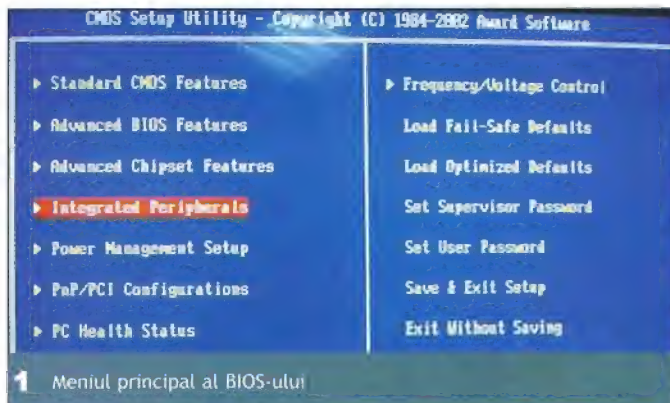 CMOS Setup Utility - Copyright (C) 1984-2002 Award Software
Standard CMOS Features
Advanced BIOS Features
Advanced Chipset Features
Integrated Peripherals
Power Management Setup
PnP/PCI Configurations
PC Health Status
Frequency/Voltage Control
Load Fail-Safe Defaults
Load Optimized Defaults
Set Supervisor Password
Set User Password
Save & Exit Setup
Exit Without Saving
1 Meniul principal al BIOS-ului